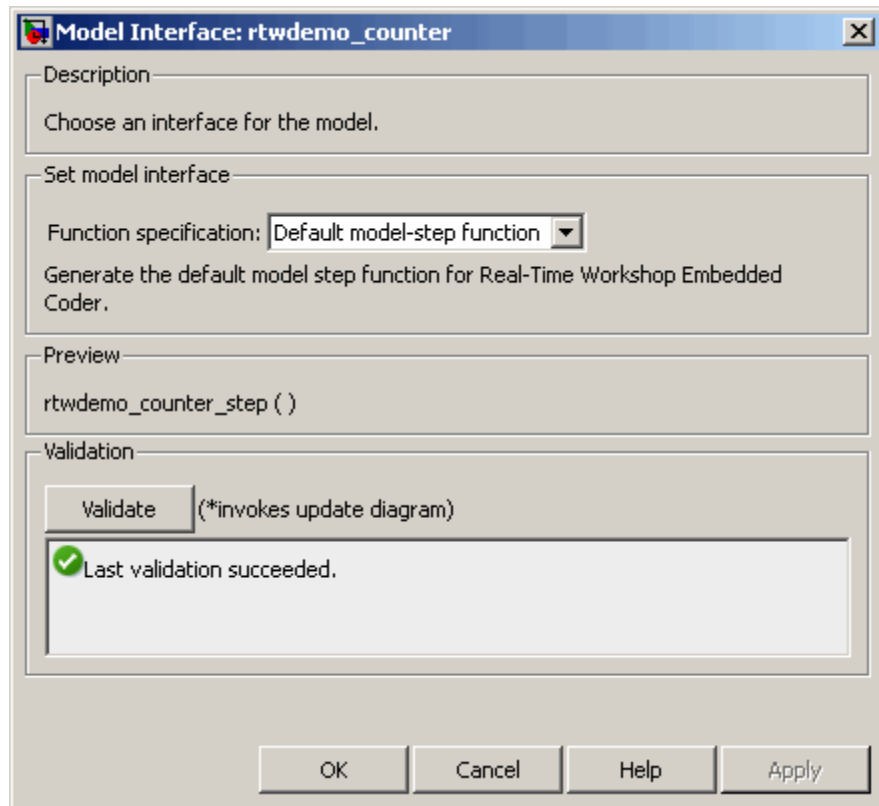 Model Interface: rtwdemo_counter
Description
Choose an interface for the model.
Set model interface
Function specification: Default model-step function
Generate the default model step function for Real-Time Workshop Embedded
Coder.
Preview
rtwdemo_counter_step ( )
Validation
Validate (*invokes update diagram)
Last validation succeeded.
OK Cancel Help Apply